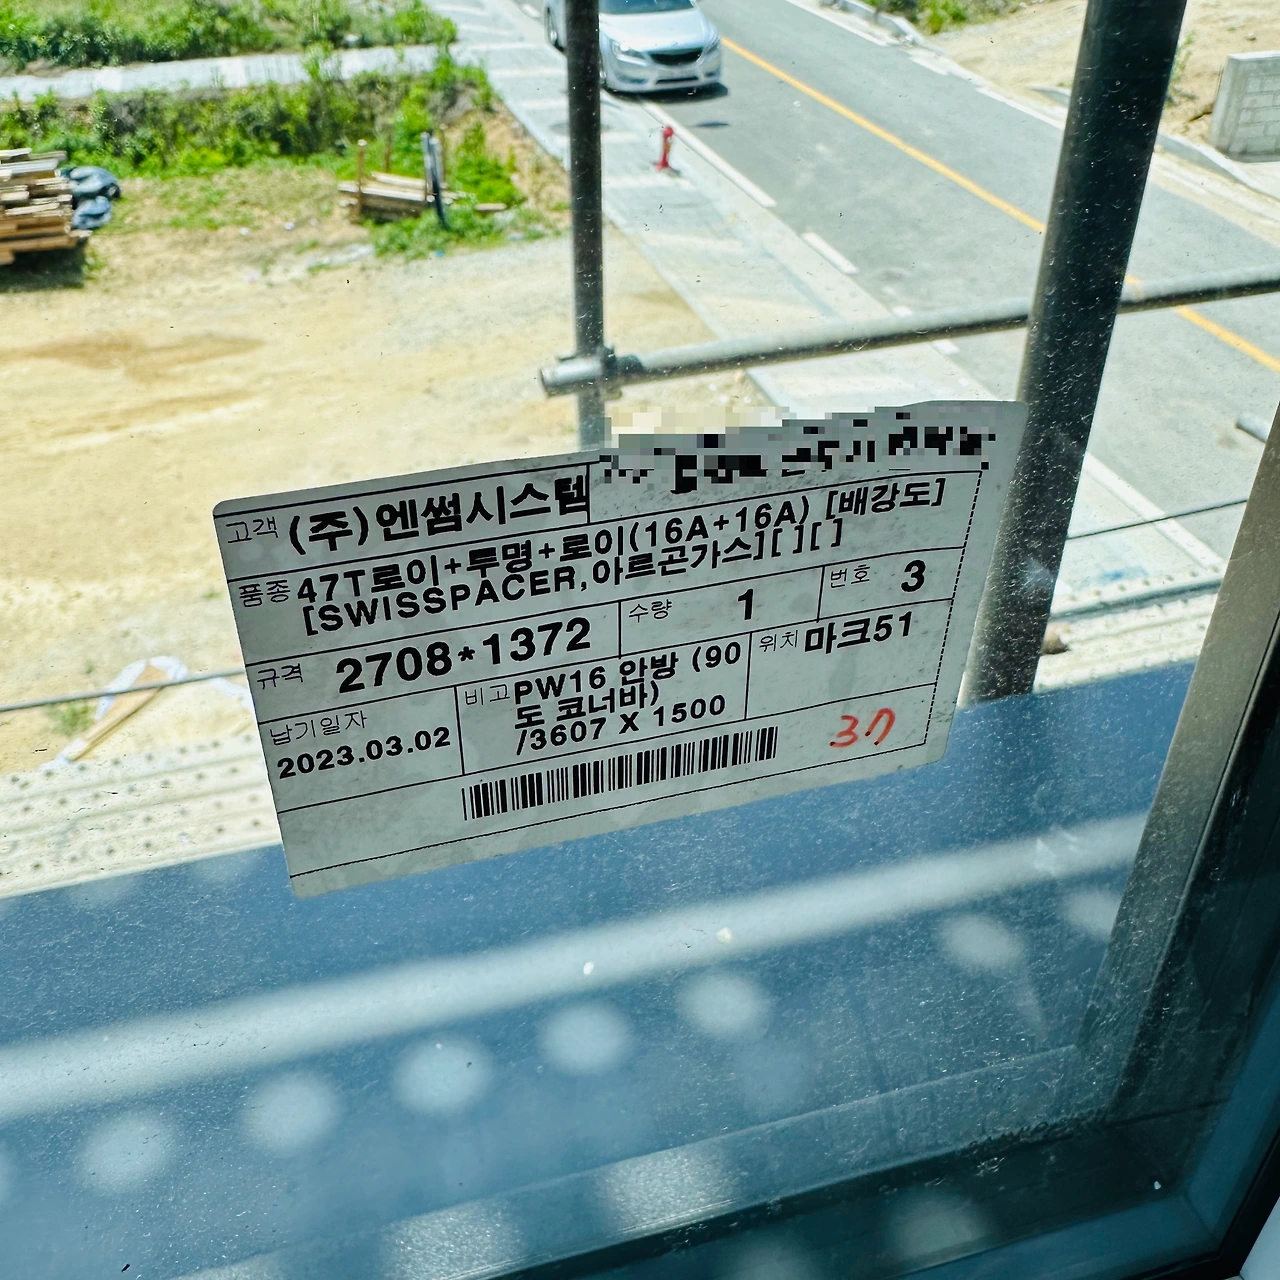 고객 (주)엔썸시스템
품종 47T로이+투명+로이(16A+16A) [배강도]
[SWISSPACER,아르곤가스][ ][ ]
규격 2708*1372 수량 1 번호 3
납기일자 2023.03.02
비고 PW16 안방 (90
도 코너바)
/3607 X 1500
위치 마크51
37